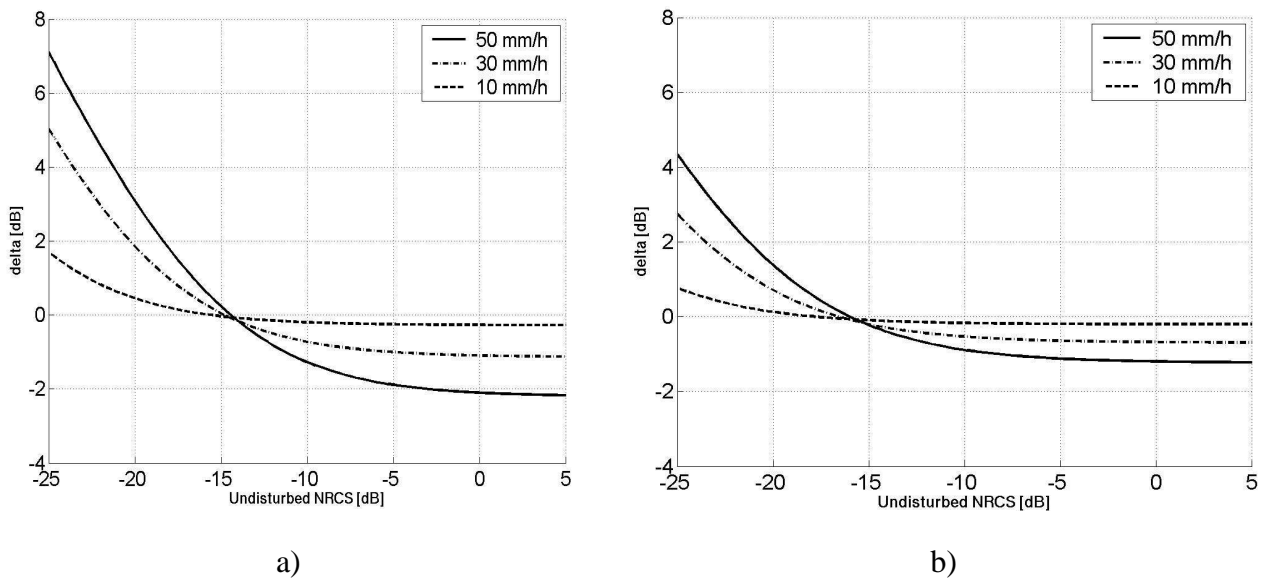 8
6
4
2
0
-2
-4
delta [dB]
50 mm/h
30 mm/h
10 mm/h
-25 -20 -15 -10 -5 0 5
Undisturbed NRCS [dB]
a)
8
6
4
2
0
-2
-4
delta [dB]
50 mm/h
30 mm/h
10 mm/h
-25 -20 -15 -10 -5 0 5
Undisturbed NRCS [dB]
b)